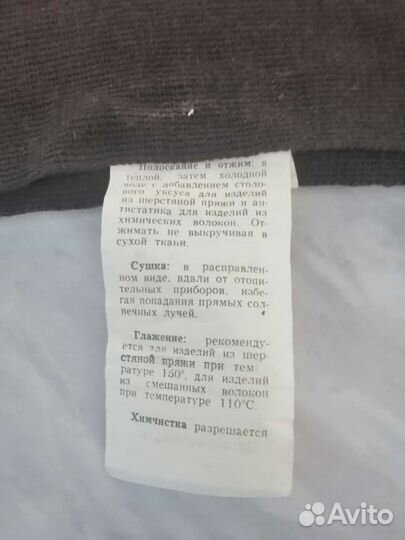 Полоскание и отжим: в
теплой, затем холодной
воде с добавлением столо-
вого уксуса для изделий
из шерстяной пряжи и ан-
тистатика для изделий из
химических волокон. От-
жимать не выкручивая в
сухой ткани.
Сушка: в расправлен-
ном виде, вдали от отопи-
тельных приборов, избе-
гая попадания прямых сол-
нечных лучей.
Глажение: рекоменду-
ется для изделий из шер-
стяной пряжи при тем
ературе 150°, для изделий
из смешанных волокон
при температуре 110°С.
Химчистка разрешается
Avito